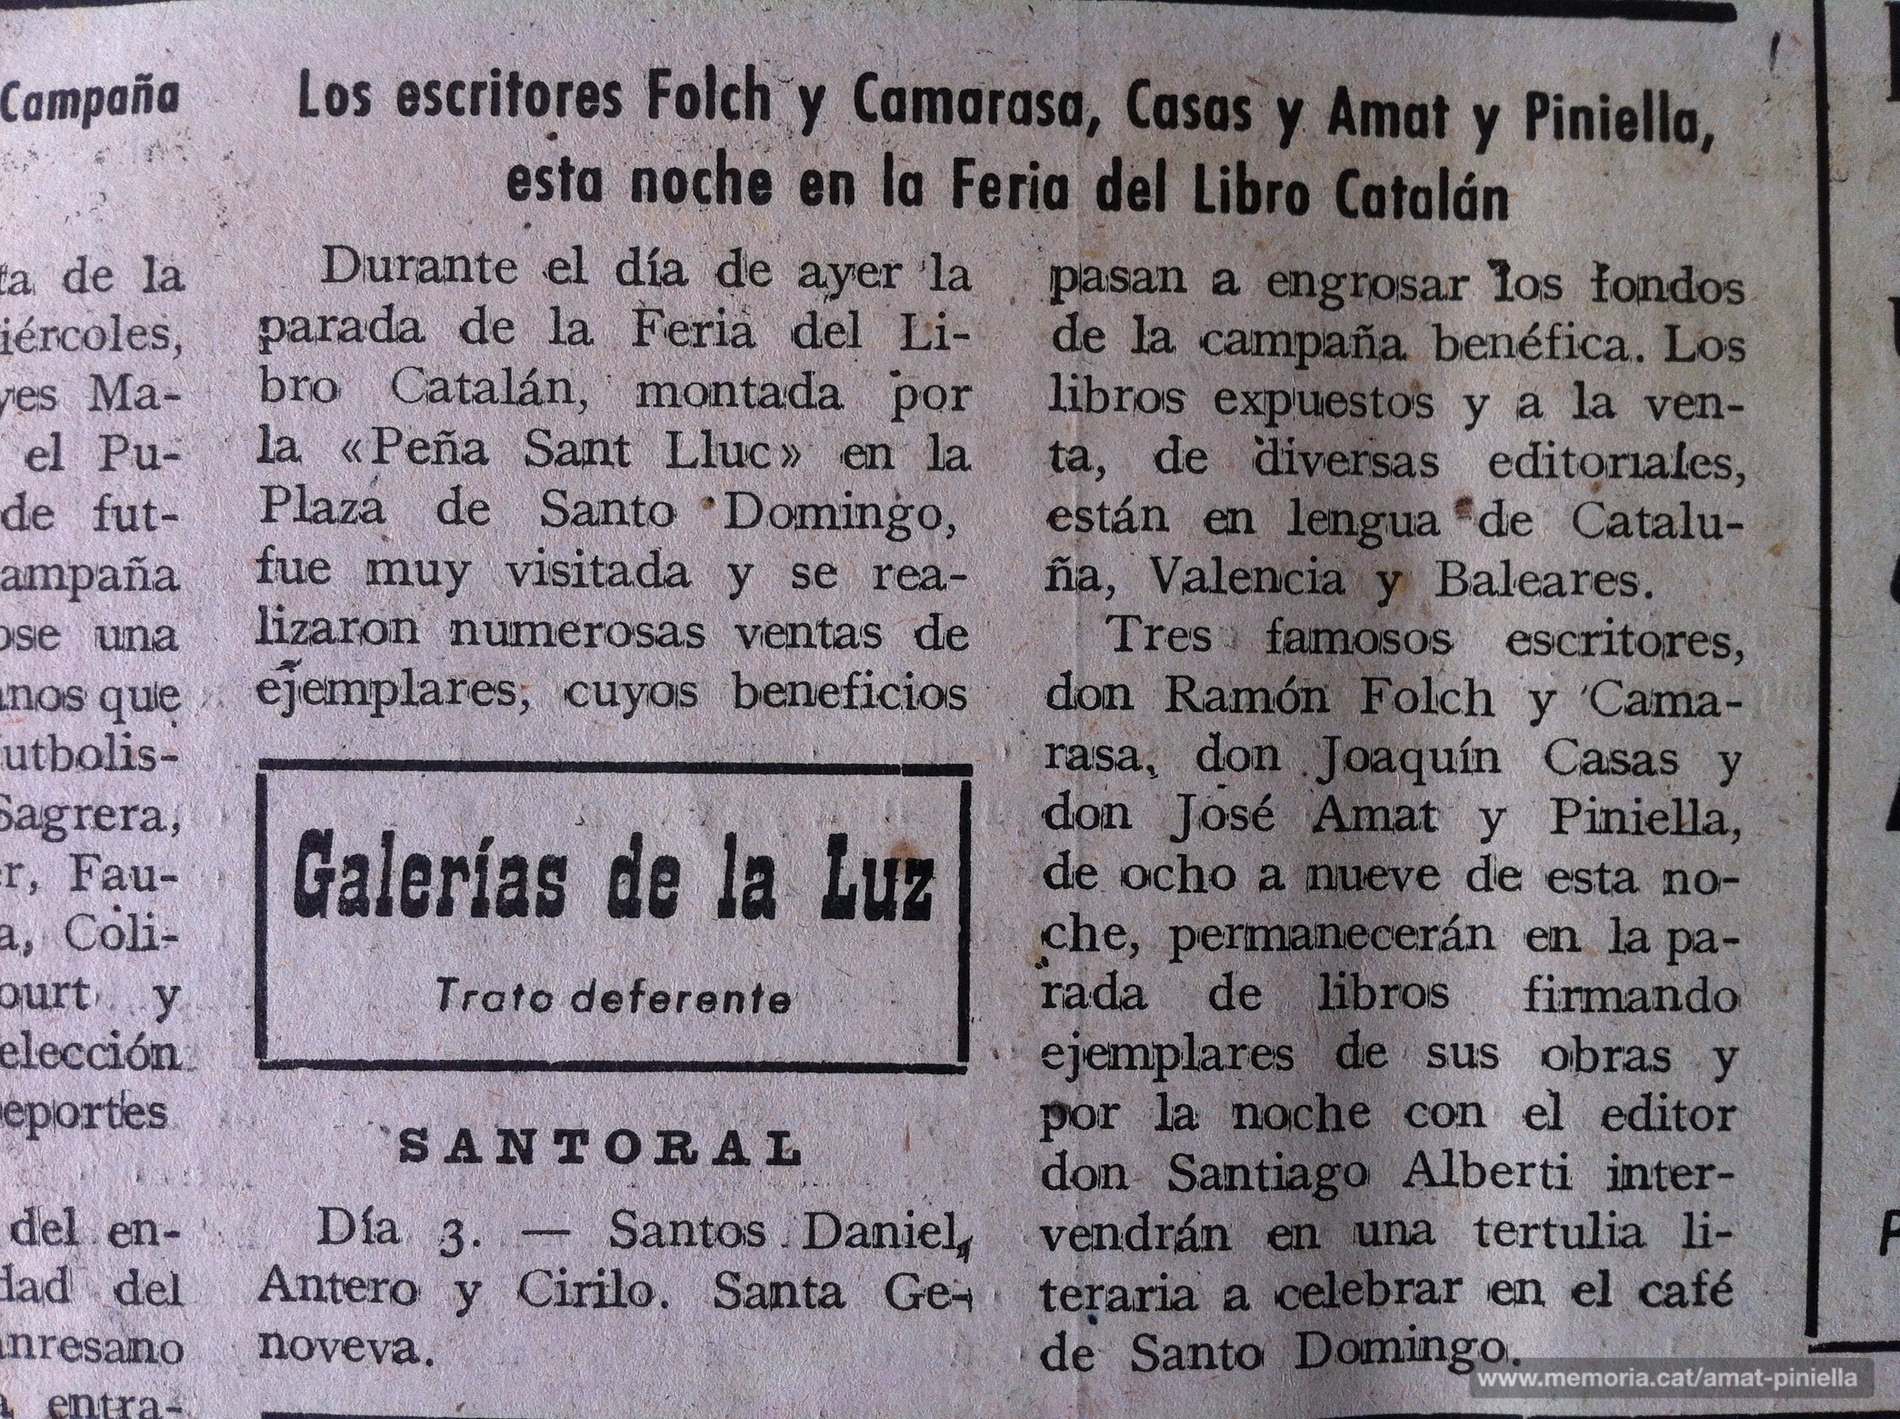 Campaña
ta de la
iércoles,
yes Ma-
el Pu-
de fut-
ampaña
ose una
anos que
utbolis-
Sagrera,
r, Fau-
a, Coli-
ourt y
elección
eportes
del en-
dad del
anresano
entra-
Los escritores Folch y Camarasa, Casas y Amat y Piniella,
esta noche en la Feria del Libro Catalán
Durante el día de ayer la
parada de la Feria del Li-
bro Catalán, montada por
la «Peña Sant Lluc» en la
Plaza de Santo Domingo,
fue muy visitada y se rea-
lizaron numerosas ventas de
ejemplares, cuyos beneficios
pasan a engrosar los fondos
de la campaña benéfica. Los
libros expuestos y a la ven-
ta, de diversas editoriales,
están en lengua de Catalu-
ña, Valencia y Baleares.
Tres famosos escritores,
don Ramón Folch y Cama-
rasa, don Joaquín Casas y
don José Amat y Piniella,
de ocho a nueve de esta no-
che, permanecerán en la pa-
rada de libros firmando
ejemplares de sus obras y
por la noche con el editor
don Santiago Alberti inter-
vendrán en una tertulia li-
teraria a celebrar en el café
de Santo Domingo.
Galerías de la Luz
Trato deferente
SANTORAL
Día 3. — Santos Daniel,
Antero y Cirilo. Santa Ge-
noveva.
www.memoria.cat/amat-piniella